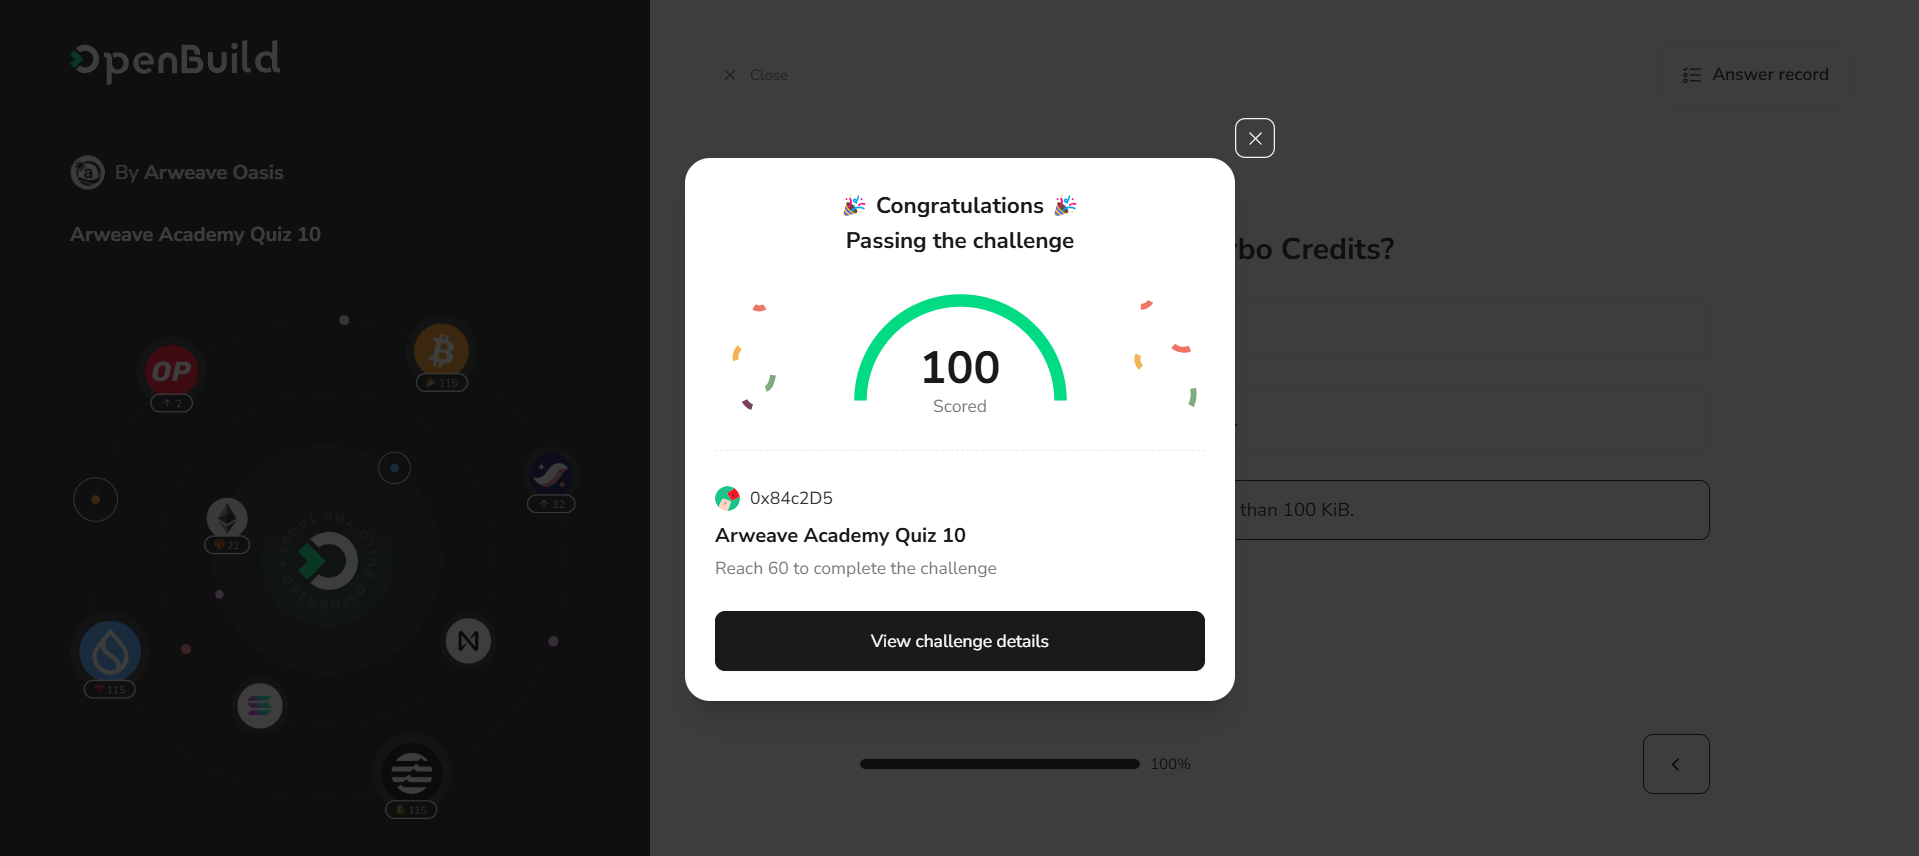 OpenBuild
By Arweave Oasis
Arweave Academy Quiz 10
OP
2
115
32
22
BUILD THE TRUST
OPENBUILD
115
115
Close
Answer record
Congratulations
Passing the challenge
100
Scored
0x84c2D5
Arweave Academy Quiz 10
Reach 60 to complete the challenge
View challenge details
Credits?
than 100 KiB.
100%